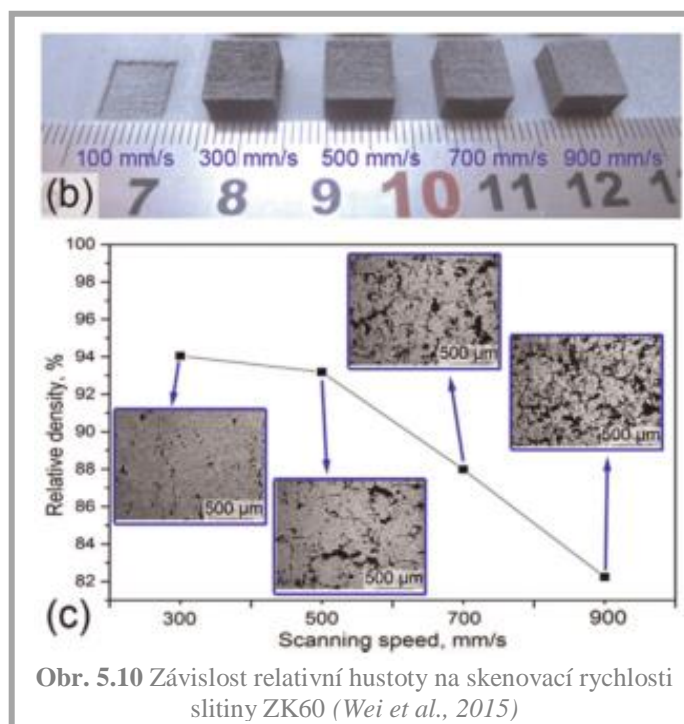 100 mm/s 300 mm/s 500 mm/s 700 mm/s 900 mm/s
(b) 7 8 9 10 11 12
100
98
96
94
92
90
88
86
84
82
Relative density, %
500 µm
500 µm
500 µm
500 µm
(c)
300 500 700 900
Scanning speed, mm/s
Obr. 5.10 Závislost relativní hustoty na skenovací rychlosti
slitiny ZK60 (Wei et al., 2015)